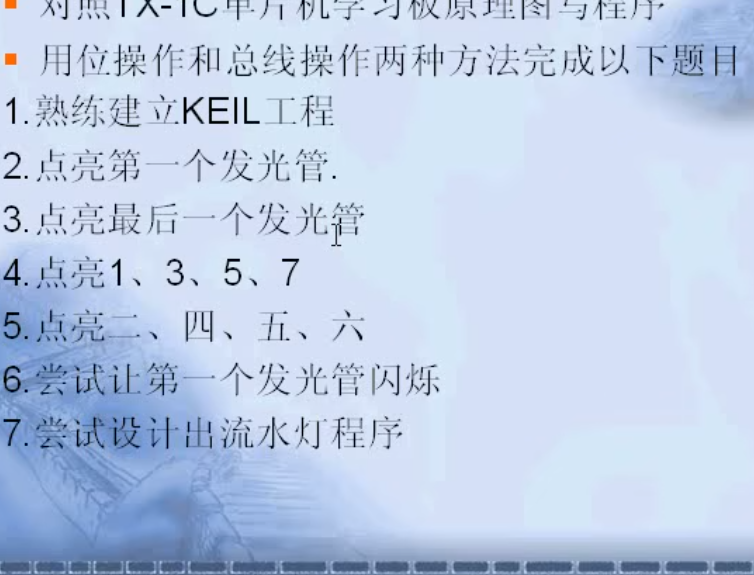 对照TX-1C单片机学习板原理图写程序
用位操作和总线操作两种方法完成以下题目
1.熟练建立KEIL工程
2.点亮第一个发光管.
3.点亮最后一个发光管
4.点亮1、3、5、7
5.点亮二、四、五、六
6.尝试让第一个发光管闪烁
7.尝试设计出流水灯程序